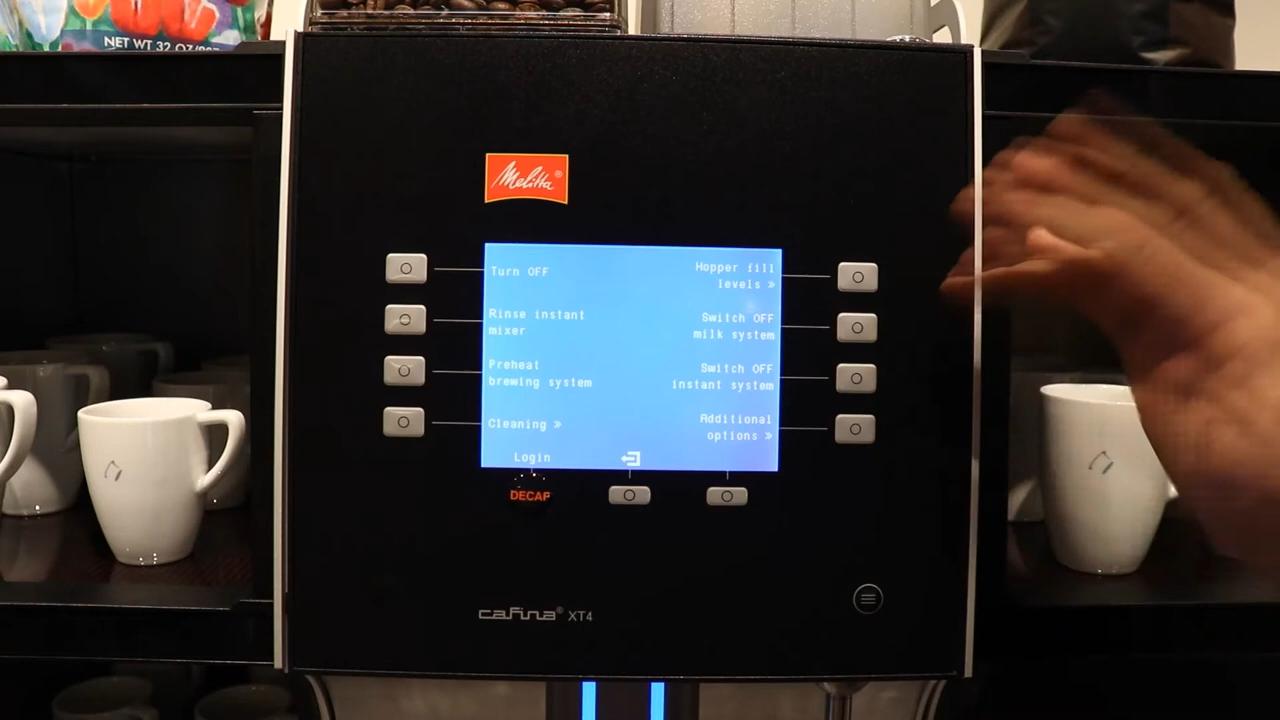 NET WT 32 OZ
Melitta®
Turn OFF
Hopper fill
levels »
Rinse instant
mixer
Switch OFF
milk system
Preheat
brewing system
Switch OFF
instant system
Cleaning »
Additional
options »
Login
DECAF
cafina® XT4